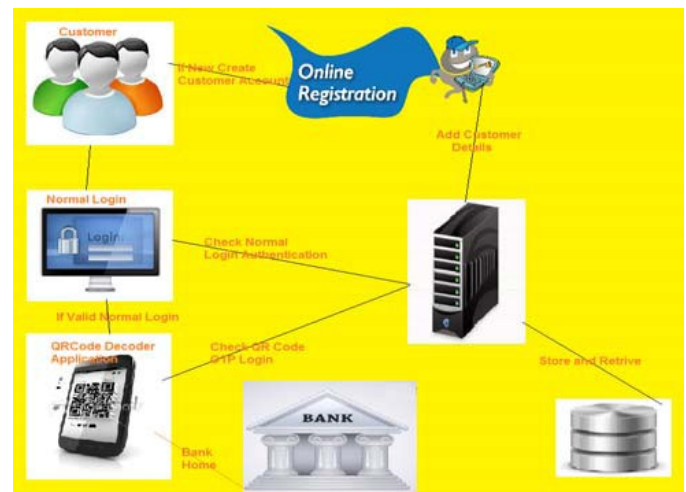 Customer
If New Create
Customer Account
Online
Registration
Add Customer
Details
Normal Login
Login:
Check Normal
Login Authentication
If Valid Normal Login
QRCode Decoder
Application
Check QR Code
O1P Login
Store and Retrive
BANK
Bank
Home